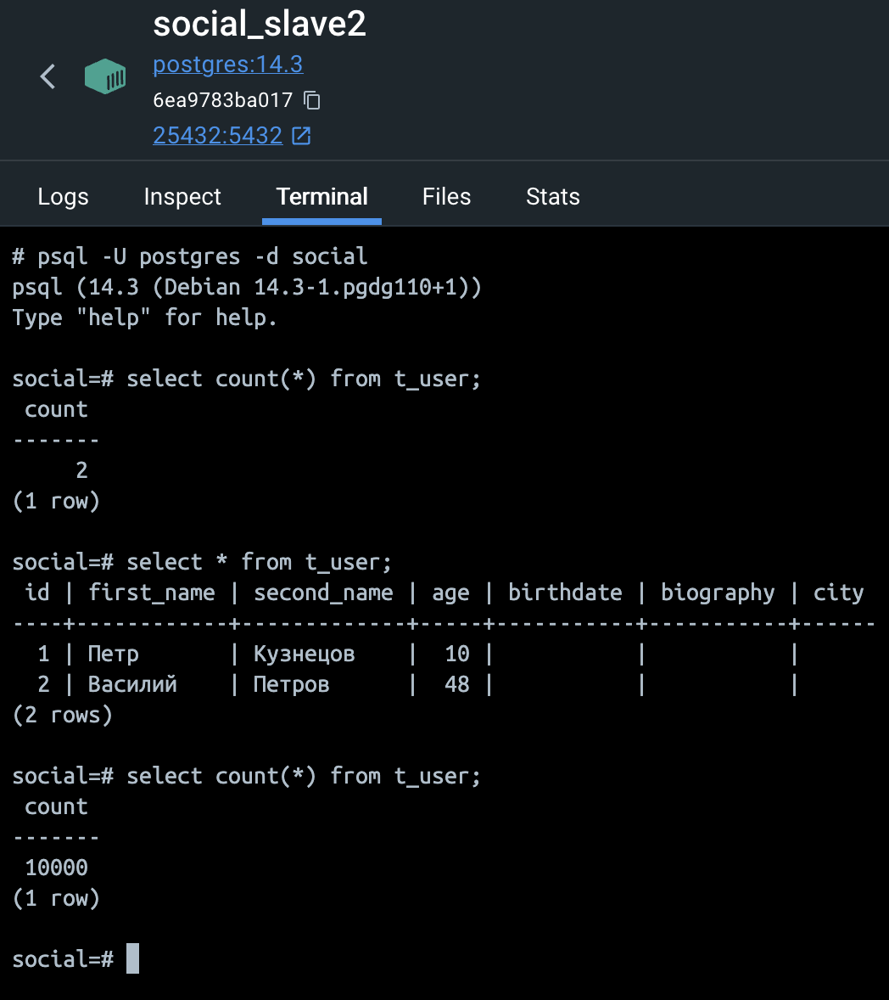 social_slave2
postgres:14.3
6ea9783ba017
25432:5432
Logs Inspect Terminal Files Stats
# psql -U postgres -d social
psql (14.3 (Debian 14.3-1.pgdg110+1))
Type "help" for help.
social=# select count(*) from t_user;
 count
-------
     2
(1 row)
social=# select * from t_user;
 id | first_name | second_name | age | birthdate | biography | city
----+------------+-------------+-----+-----------+-----------+------
  1 | Петр       | Кузнецов    |  10 |           |           |
  2 | Василий    | Петров      |  48 |           |           |
(2 rows)
social=# select count(*) from t_user;
 count
-------
 10000
(1 row)
social=#